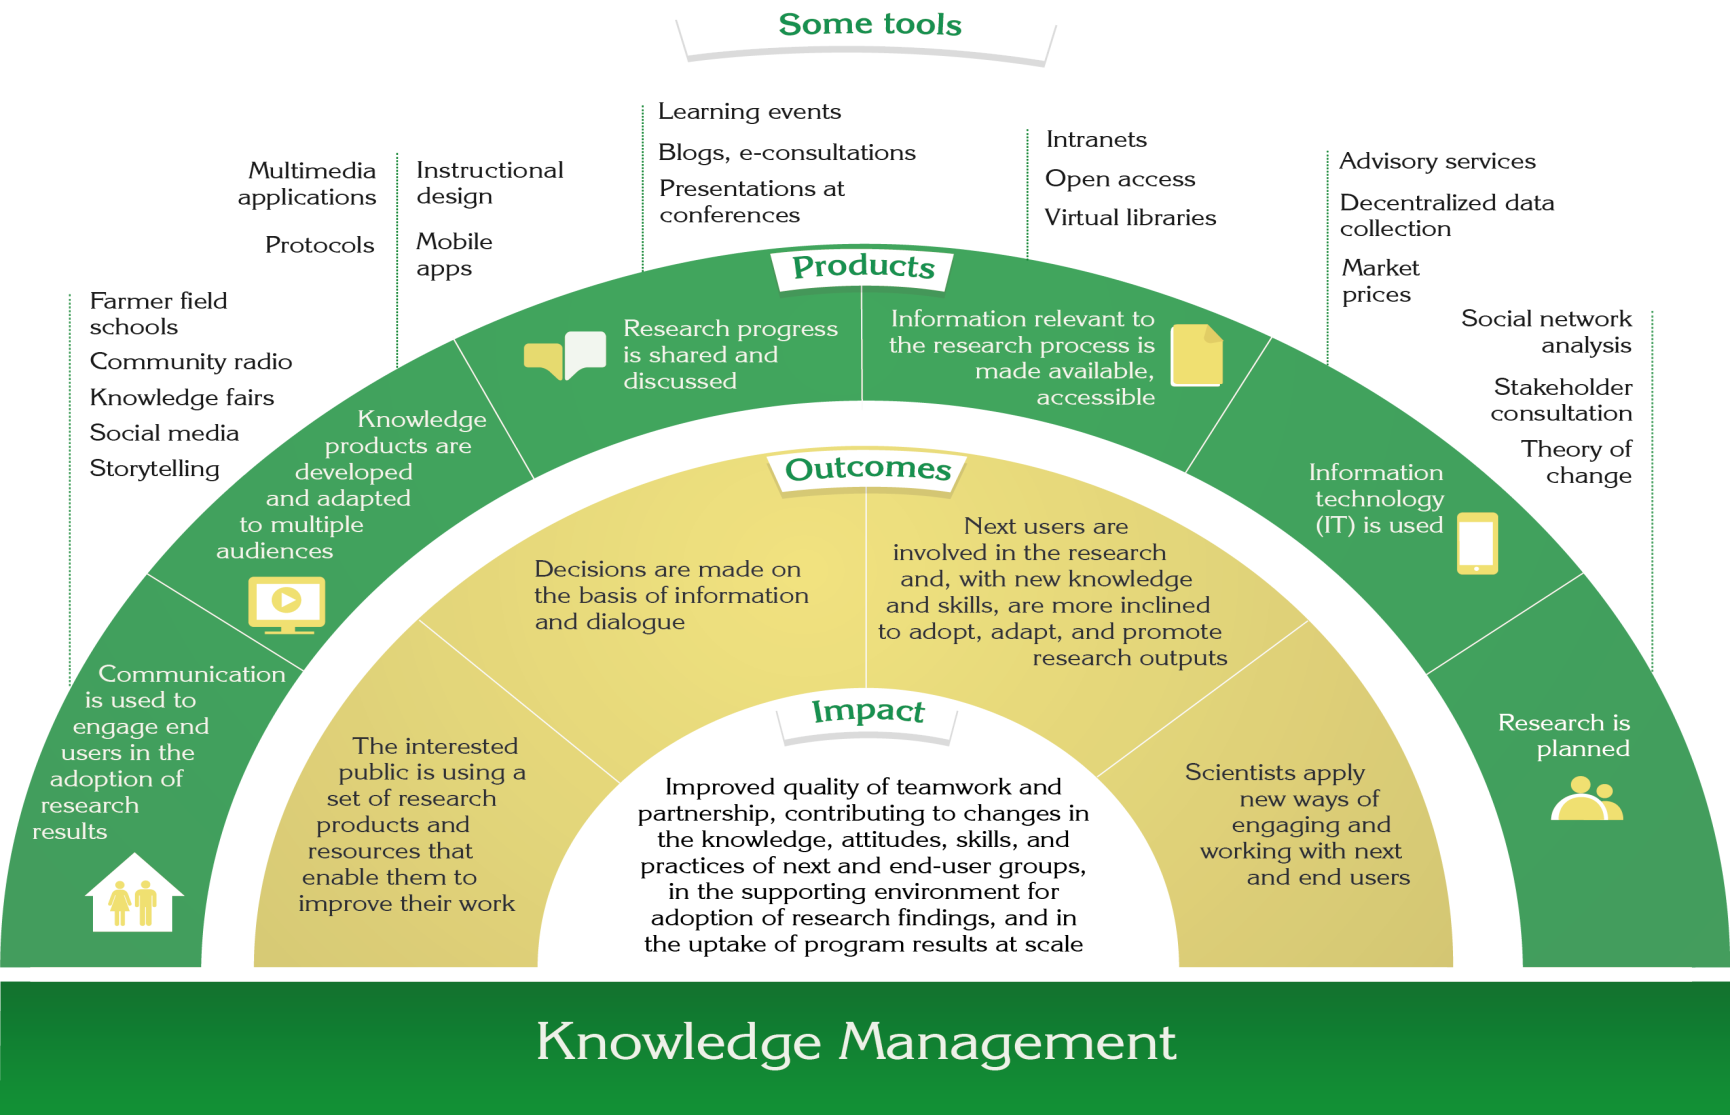 Some tools
Farmer field
schools
Community radio
Knowledge fairs
Social media
Storytelling
Multimedia
applications
Protocols
Instructional
design
Mobile
apps
Learning events
Blogs, e-consultations
Presentations at
conferences
Intranets
Open access
Virtual libraries
Advisory services
Decentralized data
collection
Market
prices
Social network
analysis
Stakeholder
consultation
Theory of
change
Products
Communication
is used to
engage end
users in the
adoption of
research
results
Knowledge
products are
developed
and adapted
to multiple
audiences
Research progress
is shared and
discussed
Information relevant to
the research process is
made available,
accessible
Information
technology
(IT) is used
Research is
planned
Outcomes
The interested
public is using a
set of research
products and
resources that
enable them to
improve their work
Decisions are made on
the basis of information
and dialogue
Next users are
involved in the research
and, with new knowledge
and skills, are more inclined
to adopt, adapt, and promote
research outputs
Scientists apply
new ways of
engaging and
working with next
and end users
Impact
Improved quality of teamwork and
partnership, contributing to changes in
the knowledge, attitudes, skills, and
practices of next and end-user groups,
in the supporting environment for
adoption of research findings, and in
the uptake of program results at scale
Knowledge Management